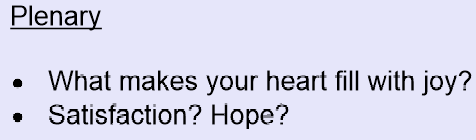 Plenary
• What makes your heart fill with joy?
• Satisfaction? Hope?